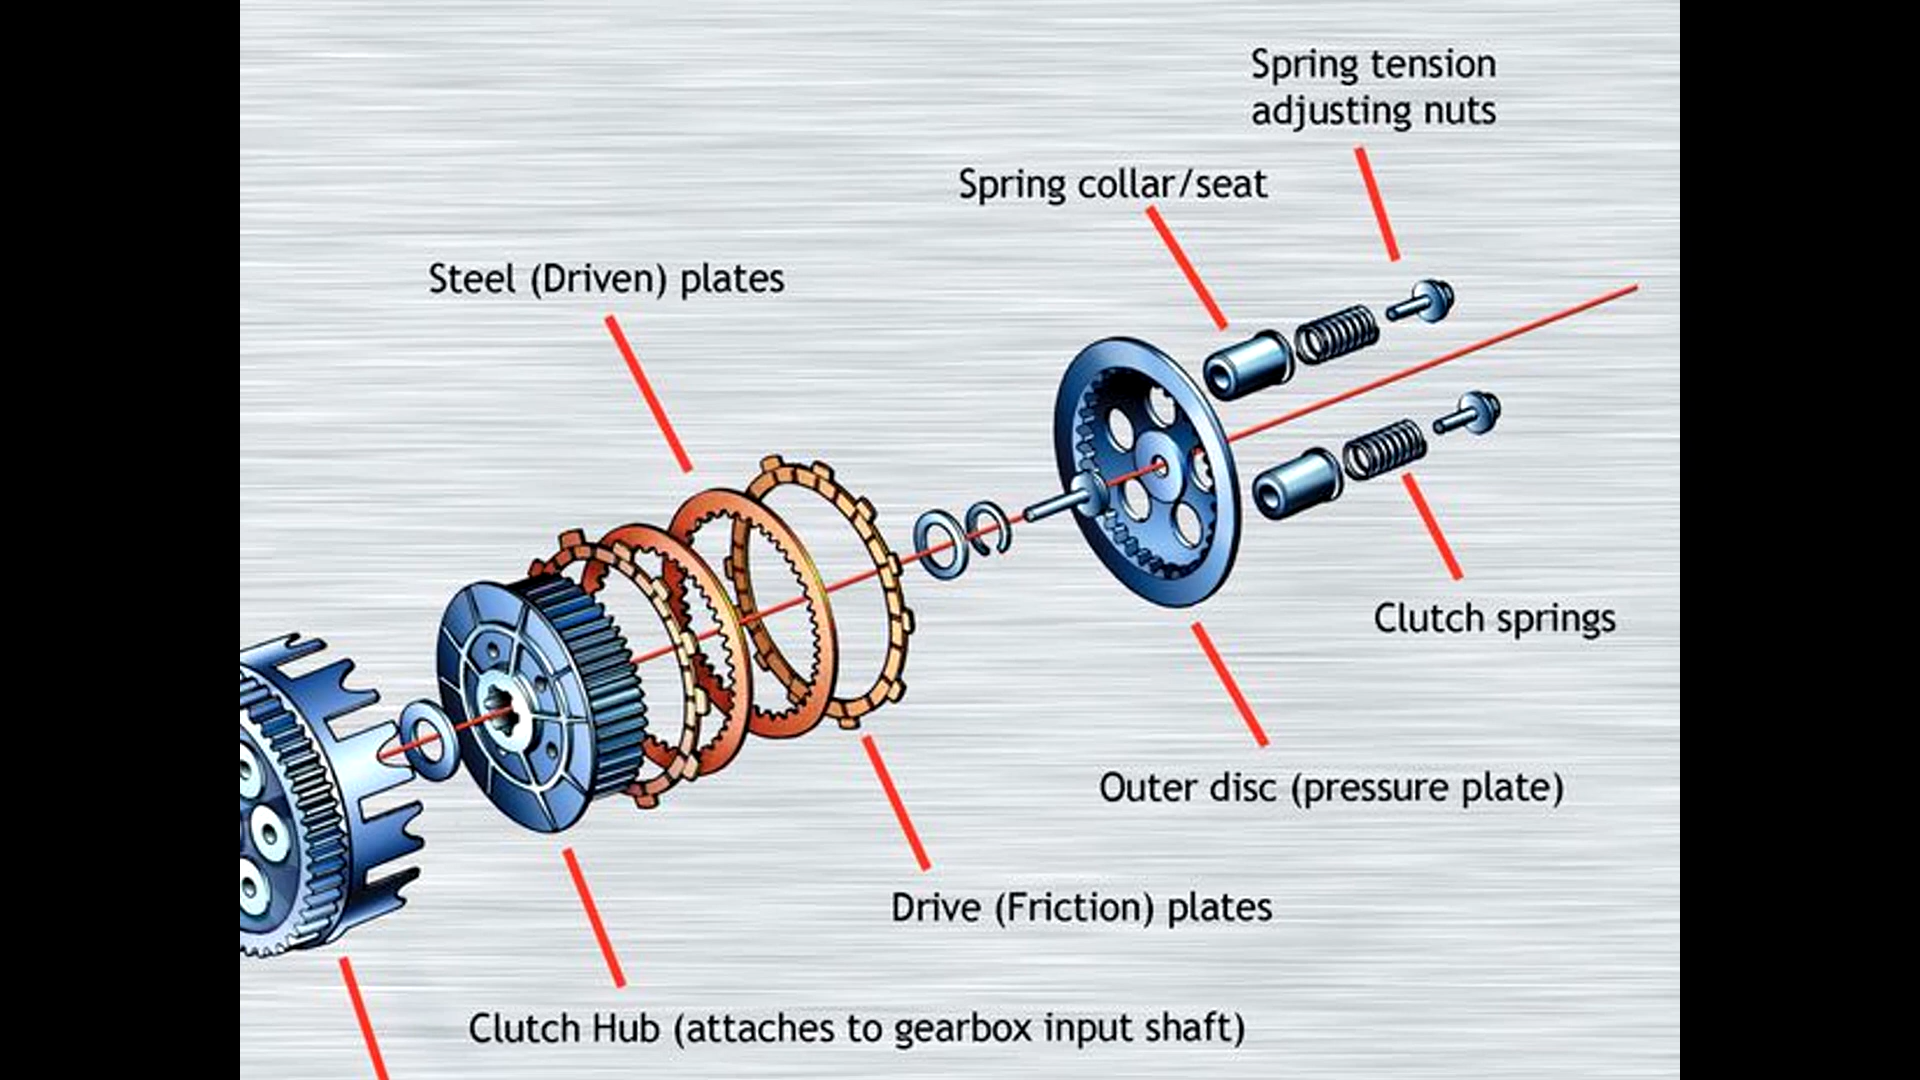 Spring tension
adjusting nuts
Spring collar/seat
Steel (Driven) plates
Clutch springs
Outer disc (pressure plate)
Drive (Friction) plates
Clutch Hub (attaches to gearbox input shaft)